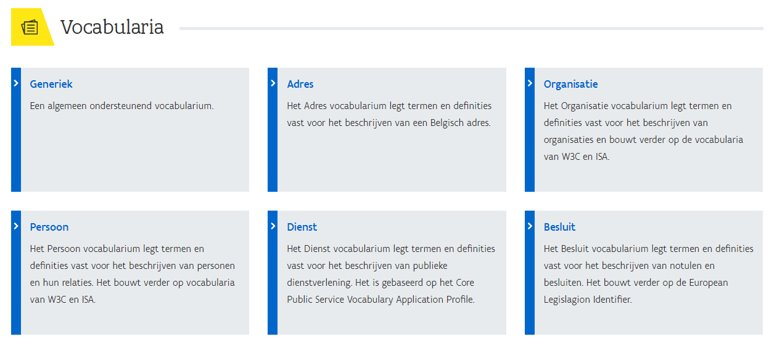 Vocabularia
Generiek
Een algemeen ondersteunend vocabularium.
Adres
Het Adres vocabularium legt termen en definities
vast voor het beschrijven van een Belgisch adres.
Organisatie
Het Organisatie vocabularium legt termen en
definities vast voor het beschrijven van
organisaties en bouwt verder op de vocabularia
van W3C en ISA.
Persoon
Het Persoon vocabularium legt termen en
definities vast voor het beschrijven van personen
en hun relaties. Het bouwt verder op vocabularia
van W3C en ISA.
Dienst
Het Dienst vocabularium legt termen en definities
vast voor het beschrijven van publieke
dienstverlening. Het is gebaseerd op het Core
Public Service Vocabulary Application Profile.
Besluit
Het Besluit vocabularium legt termen en definities
vast voor het beschrijven van notulen en
besluiten. Het bouwt verder op de European
Legislagion Identifier.